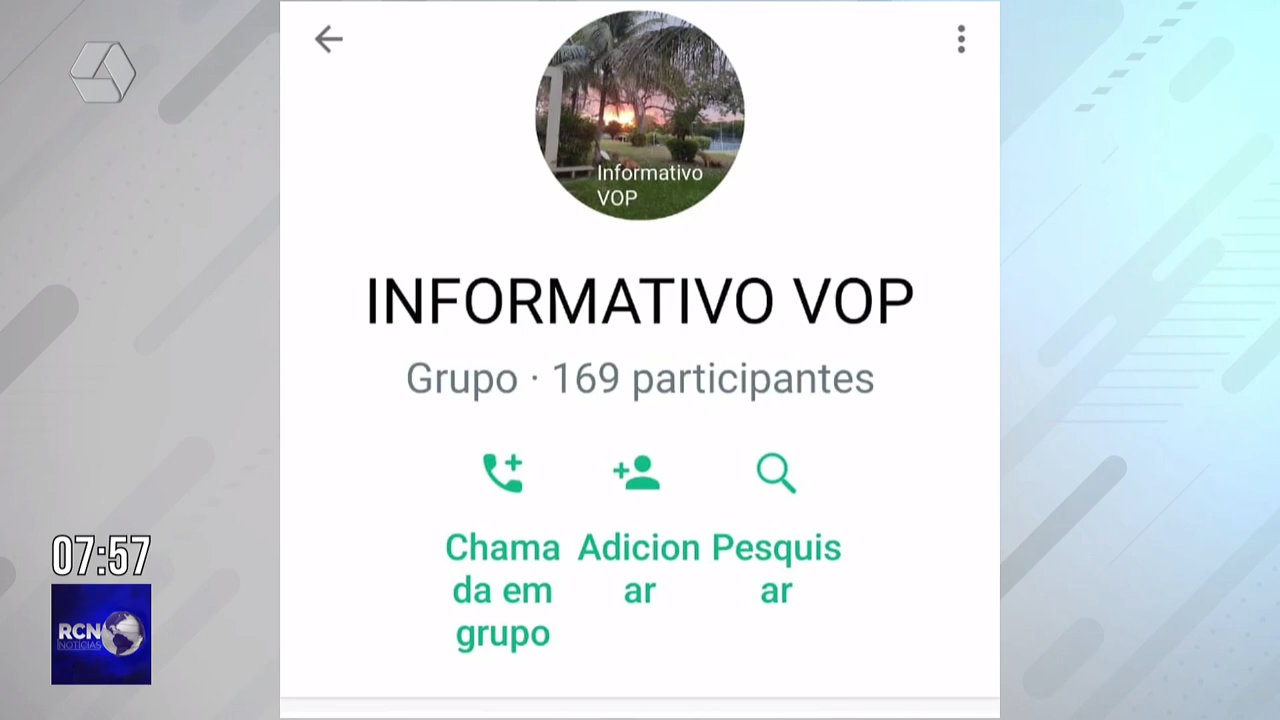 Informativo
VOP
INFORMATIVO VOP
Grupo · 169 participantes
Chama
da em
grupo
Adicion
ar
Pesquis
ar
07:57
RCN
NOTÍCIAS